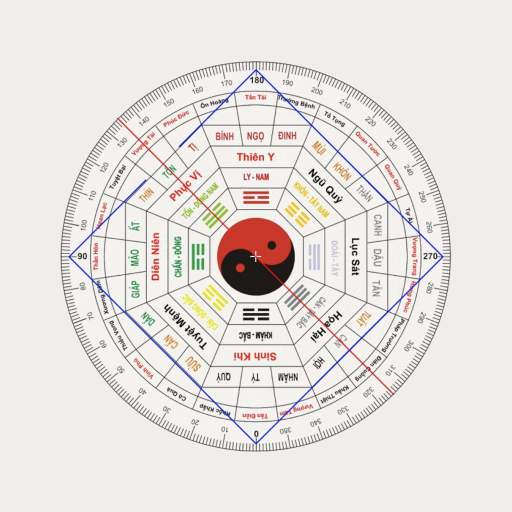 180
190
200
210
220
230
240
250
270
280
290
300
310
320
330
340
350
0
10
20
30
40
50
60
70
90
100
110
120
130
140
150
160
170
Tấn Tài
Trường Bệnh
Tố Tụng
Quan Tước
Quan Quý
Tự Ải
Vượng Trang
Hưng Phúc
Pháp Trường
Điên Cuồng
Khẩu Thiệt
Vượng Tàm
Tấn Điền
Khốc Khấp
Cô Quả
Vinh Phú
Thiếu Vong
Xương Dâm
Thân Hôn
Hoan Lạc
Tuyệt Bại
Vượng Tài
Phúc Đức
Ôn Hoàng
BÍNH
NGỌ
ĐINH
MÙI
KHÔN
THÂN
CANH
DẬU
TÂN
TUẤT
CÀN
HỢI
NHÂM
TÝ
QUÝ
SỬU
CẤN
DẦN
GIÁP
MÃO
ẤT
THÌN
TỐN
TỊ
Thiên Y
Ngũ Quỷ
Lục Sát
Họa Hại
Sinh Khí
Tuyệt Mệnh
Diên Niên
Phục Vị
LY - NAM
KHÔN - TÂY NAM
ĐOÀI - TÂY
CÀN - TÂY BẮC
KHẢM - BẮC
CẤN - ĐÔNG BẮC
CHẤN - ĐÔNG
TỐN - ĐÔNG NAM